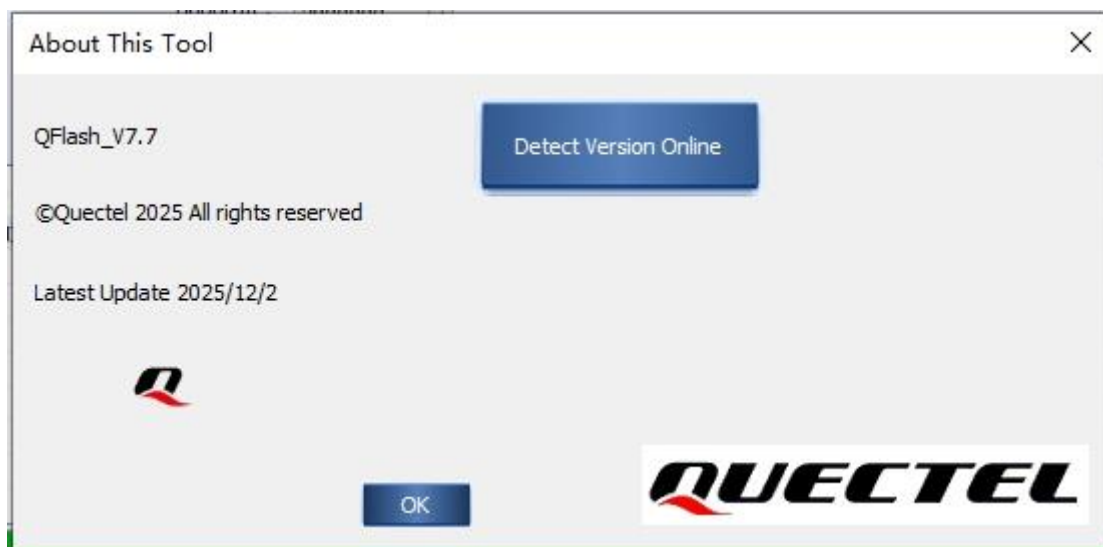 About This Tool
QFlash_V7.7
Detect Version Online
©Quectel 2025 All rights reserved
Latest Update 2025/12/2
QUECTEL
OK